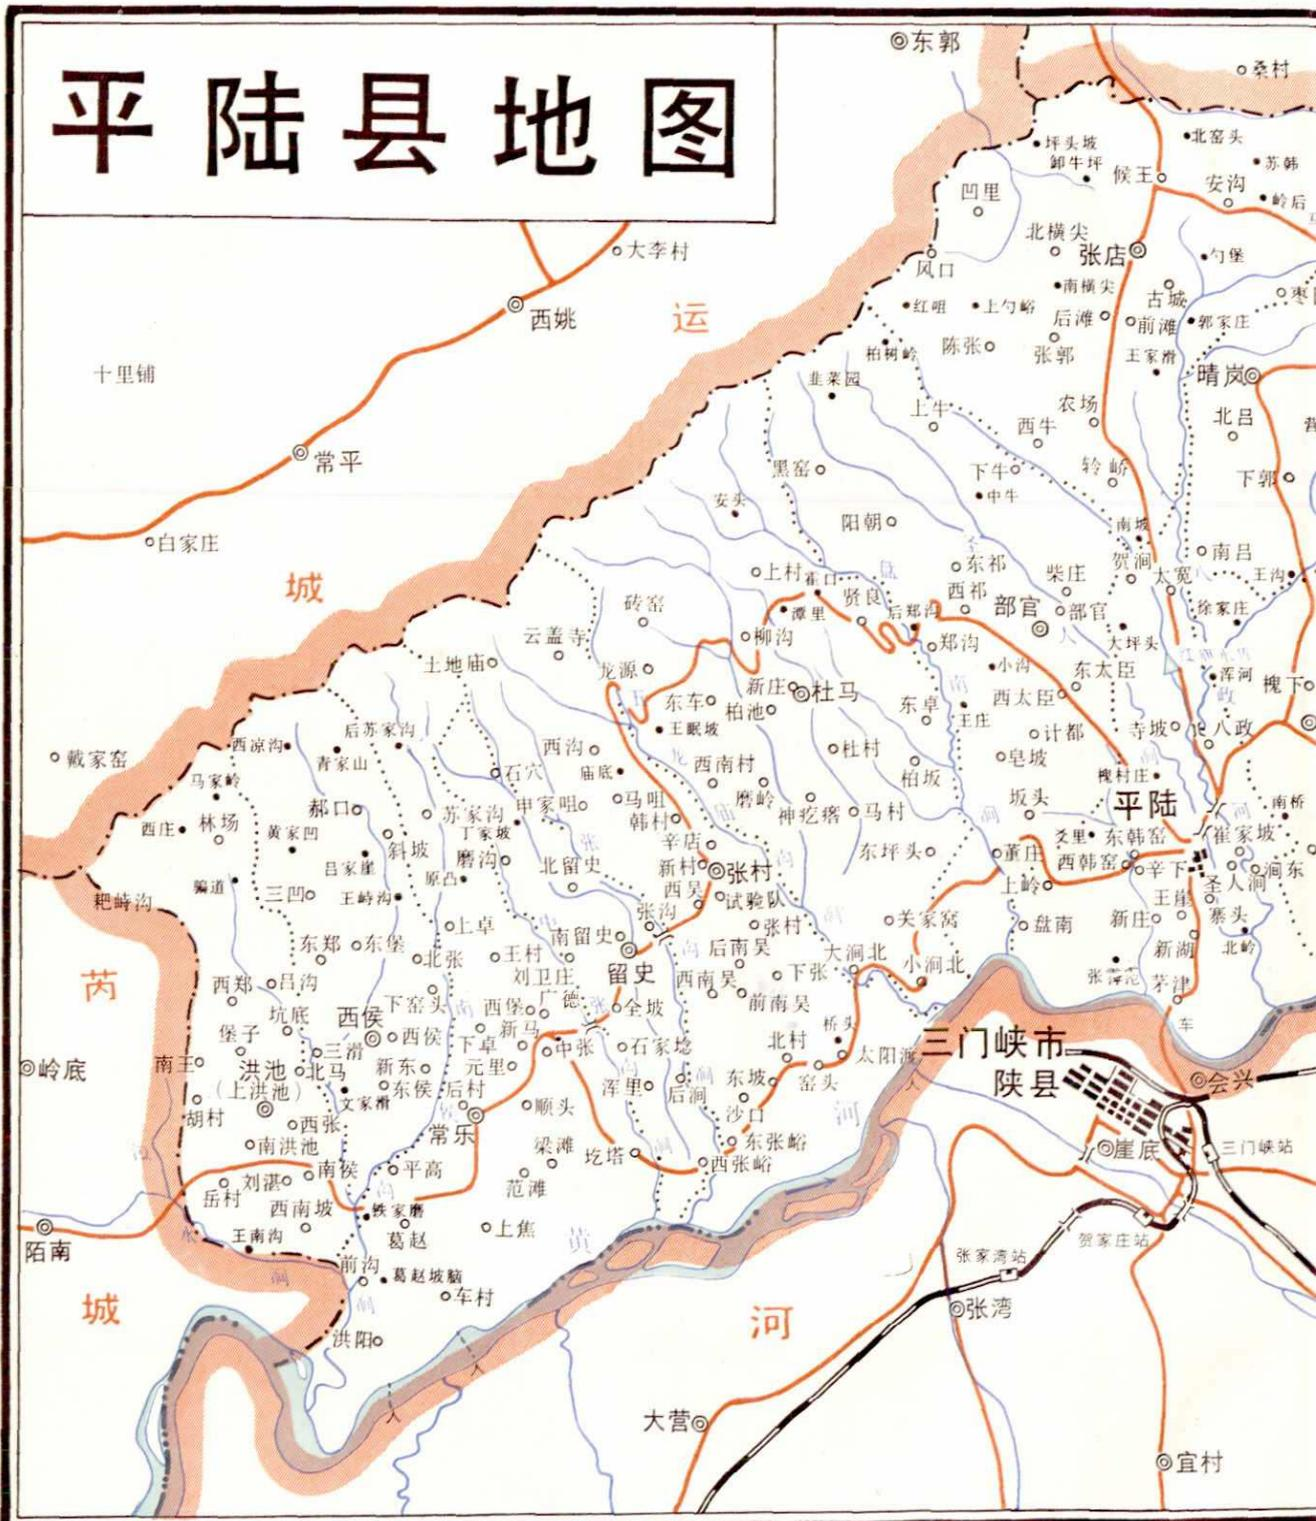 平陆县地图
东郭
桑村
北窑头
坪头坡
卸牛坪
苏韩
候王
安沟
岭后
凹里
北横尖
张店
大李村
风口
勺堡
南横尖
古城
枣
红咀
上勺峪
后滩
前滩
郭家庄
西姚
运
陈张
张郭
王家滑
柏树岭
晴岚
十里铺
韭菜园
上牛
农场
西牛
北吕
常平
黑窑
下牛
軨桥
下郭
中牛
安头
阳朝
南坡
白家庄
南吕
东祁
柴庄
贺涧
太宽
王沟
上村
崔口
城
西祁
贤良
部官
部官
徐家庄
砖窑
潭里
后郑沟
云盖寺
柳沟
郑沟
大坪头
土地庙
龙源
小沟
东太臣
浑河
槐下
新庄
杜马
西太臣
东车
柏池
东卓
王庄
王眠坡
计都
寺坡
八政
西凉沟
后苏家沟
西沟
杜村
戴家窑
青家山
石穴
庙底
西南村
柏坂
皂坡
槐村庄
马家岭
磨岭
郝口
苏家沟
申家咀
马咀
神疙瘩
马村
坂头
平陆
南桥
西庄
林场
黄家凹
丁家坡
韩村
爻里
东韩窑
崔家坡
斜坡
辛店
东坪头
董庄
吕家崖
磨沟
北留史
新村
张村
西韩窑
辛下
涧东
骗道
三凹
王峙沟
原凸
西吴
试验队
上岭
王崖
圣人涧
耙峙沟
张沟
张村
关家窝
盘南
新庄
寨头
上卓
南留史
东郑
东堡
王村
后南吴
大涧北
新湖
北岭
北张
刘卫庄
留史
下张
小涧北
芮
西郑
吕沟
西南吴
茅津
下窑头
西堡
广德
全坡
前南吴
坑底
西侯
桥头
堡子
西侯
新马
北村
三门峡市
下卓
中张
石家埝
太阳渡
三滑
岭底
南王
洪池
北马
新东
元里
陕县
(上洪池)
东侯
后村
浑里
后涧
东坡
窑头
会兴
胡村
文家滑
顺头
沙口
西张
常乐
南洪池
梁滩
东张峪
崖底
三门峡站
圪塔
西张峪
南侯
平高
岳村
刘湛
范滩
西南坡
铁家磨
陌南
王南沟
葛赵
上焦
黄
河
贺家庄站
张家湾站
前沟
葛赵坡脑
城
车村
河
张湾
洪阳
大营
宜村